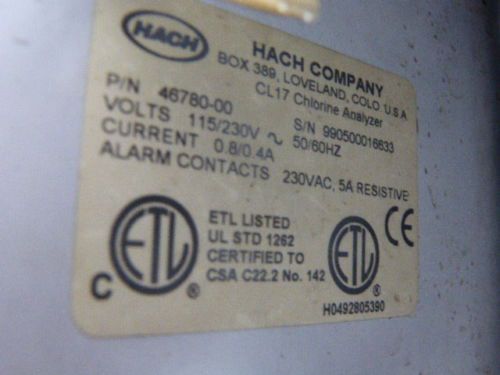 HACH
HACH COMPANY
BOX 389, LOVELAND, COLO U.S.A
CL17 Chlorine Analyzer
P/N 46780-00 S/N 990500016633
VOLTS 115/230V ~ 50/60HZ
CURRENT 0.8/0.4A
ALARM CONTACTS 230VAC, 5A RESISTIVE
ETL LISTED
UL STD 1262
CERTIFIED TO
CSA C22.2 No. 142
C ETL ®
ETL ®
CE
H0492805390